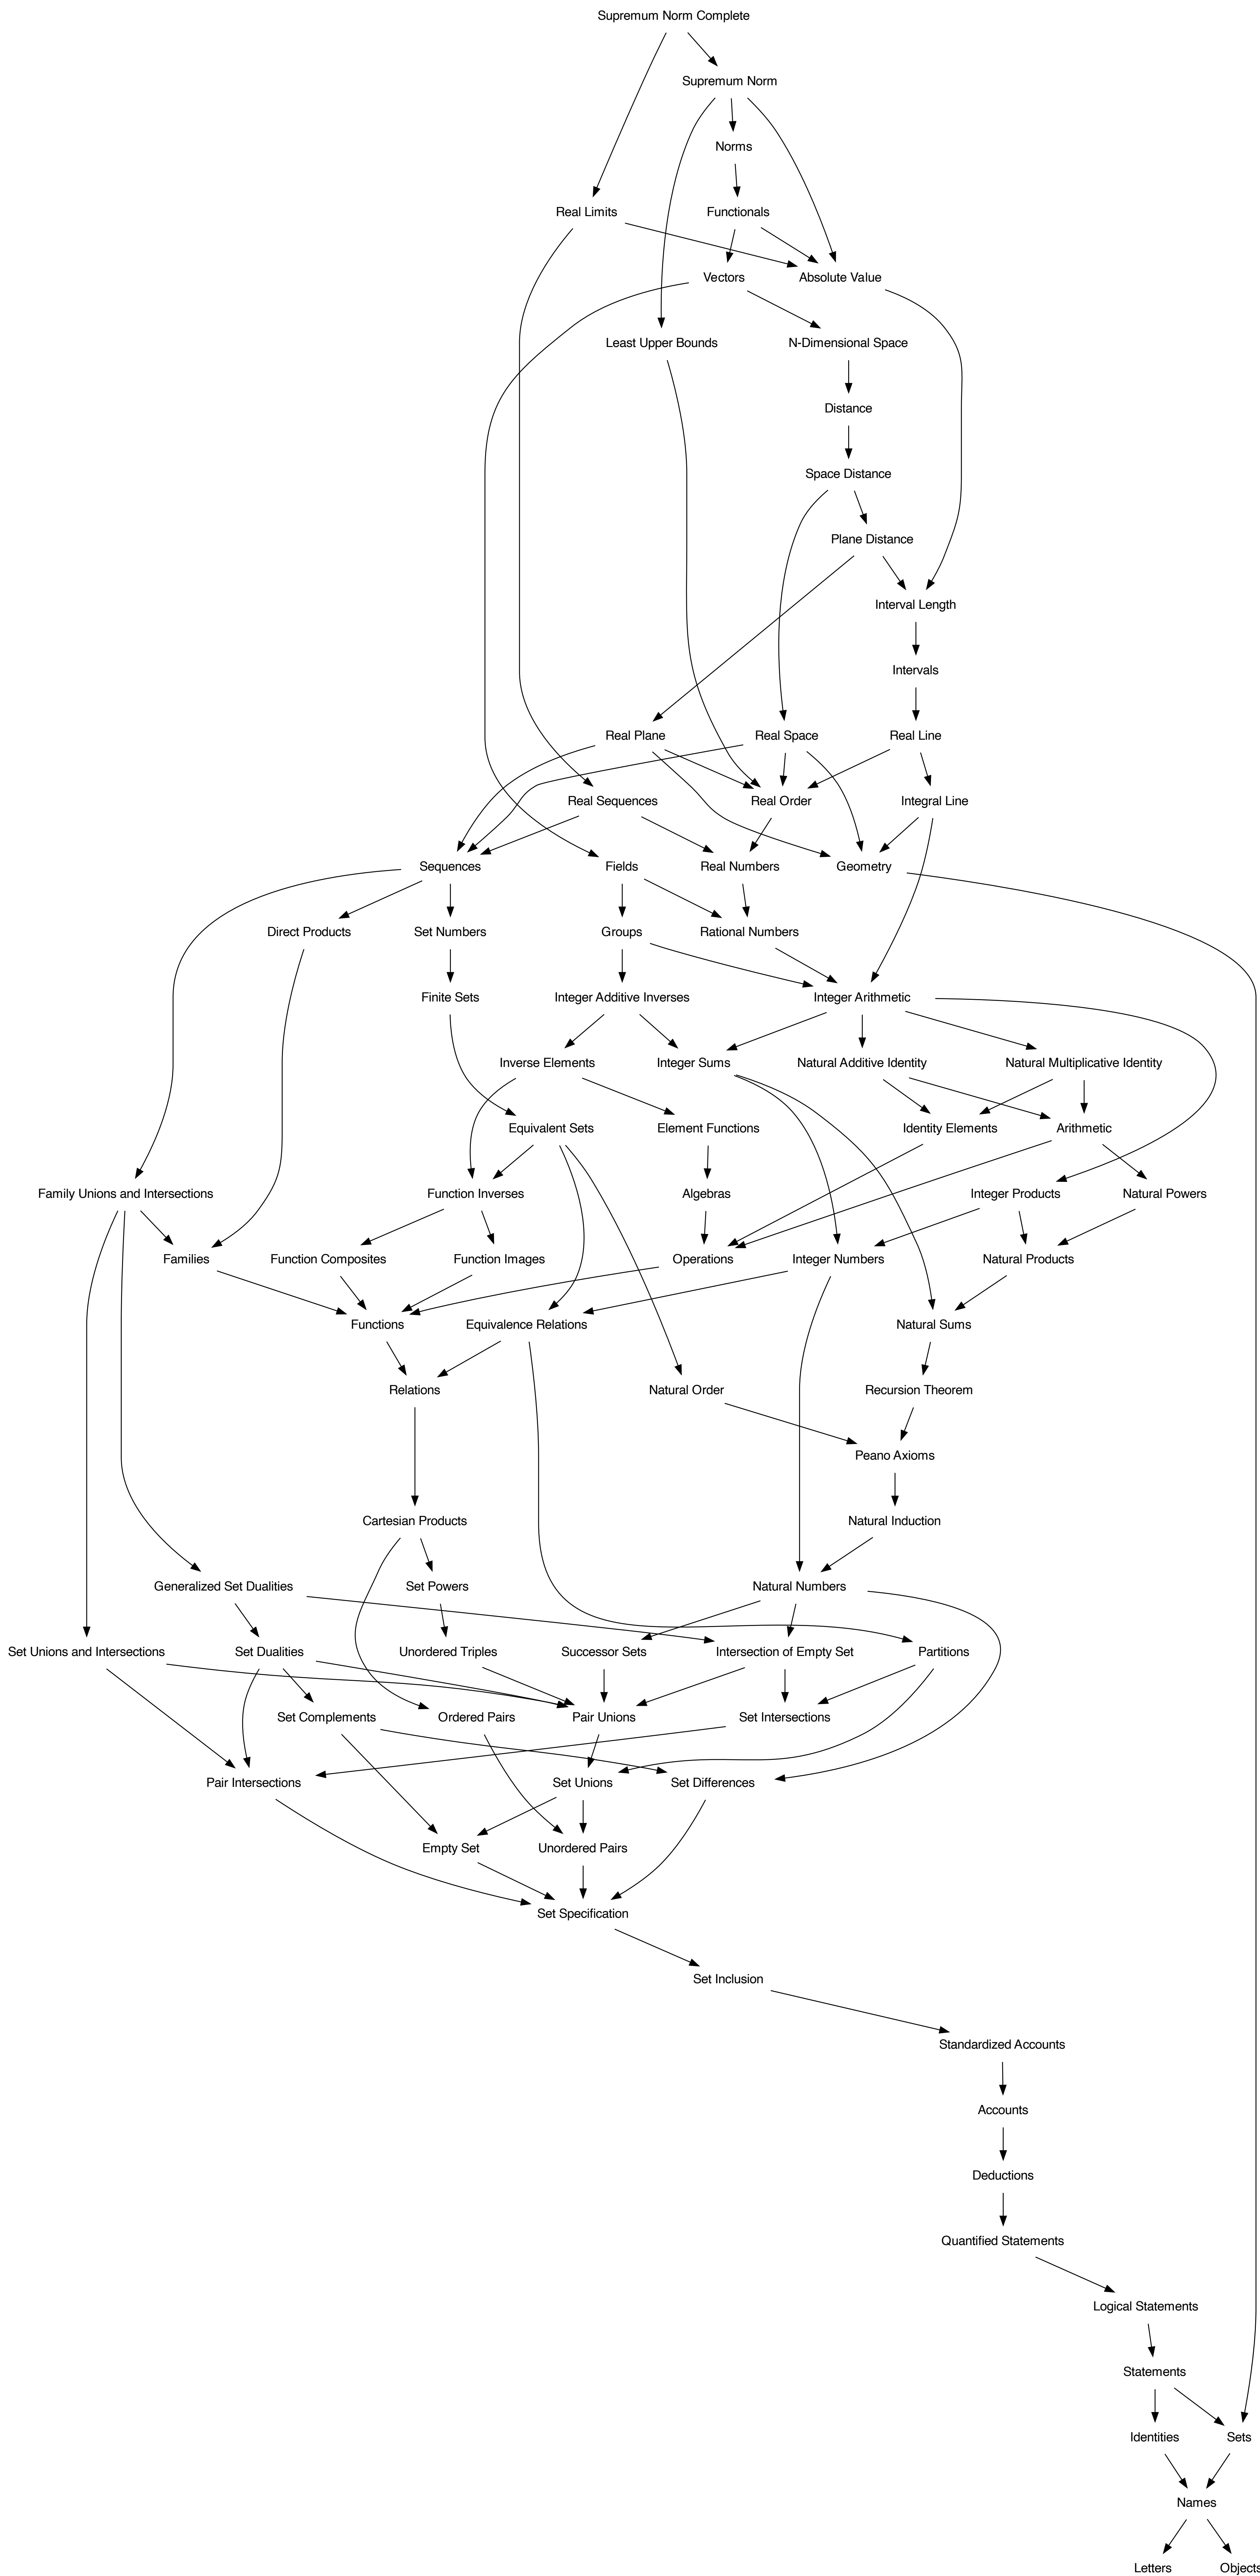 Supremum Norm Complete
Supremum Norm
Norms
Real Limits
Functionals
Vectors
Absolute Value
Least Upper Bounds
N-Dimensional Space
Distance
Space Distance
Plane Distance
Interval Length
Intervals
Real Plane
Real Space
Real Line
Real Sequences
Real Order
Integral Line
Sequences
Fields
Real Numbers
Geometry
Direct Products
Set Numbers
Groups
Rational Numbers
Finite Sets
Integer Additive Inverses
Integer Arithmetic
Inverse Elements
Integer Sums
Natural Additive Identity
Natural Multiplicative Identity
Equivalent Sets
Element Functions
Identity Elements
Arithmetic
Family Unions and Intersections
Function Inverses
Algebras
Integer Products
Natural Powers
Families
Function Composites
Function Images
Operations
Integer Numbers
Natural Products
Functions
Equivalence Relations
Natural Sums
Relations
Natural Order
Recursion Theorem
Peano Axioms
Cartesian Products
Natural Induction
Generalized Set Dualities
Set Powers
Natural Numbers
Set Unions and Intersections
Set Dualities
Unordered Triples
Successor Sets
Intersection of Empty Set
Partitions
Set Complements
Ordered Pairs
Pair Unions
Set Intersections
Pair Intersections
Set Unions
Set Differences
Empty Set
Unordered Pairs
Set Specification
Set Inclusion
Standardized Accounts
Accounts
Deductions
Quantified Statements
Logical Statements
Statements
Identities
Sets
Names
Letters
Objects